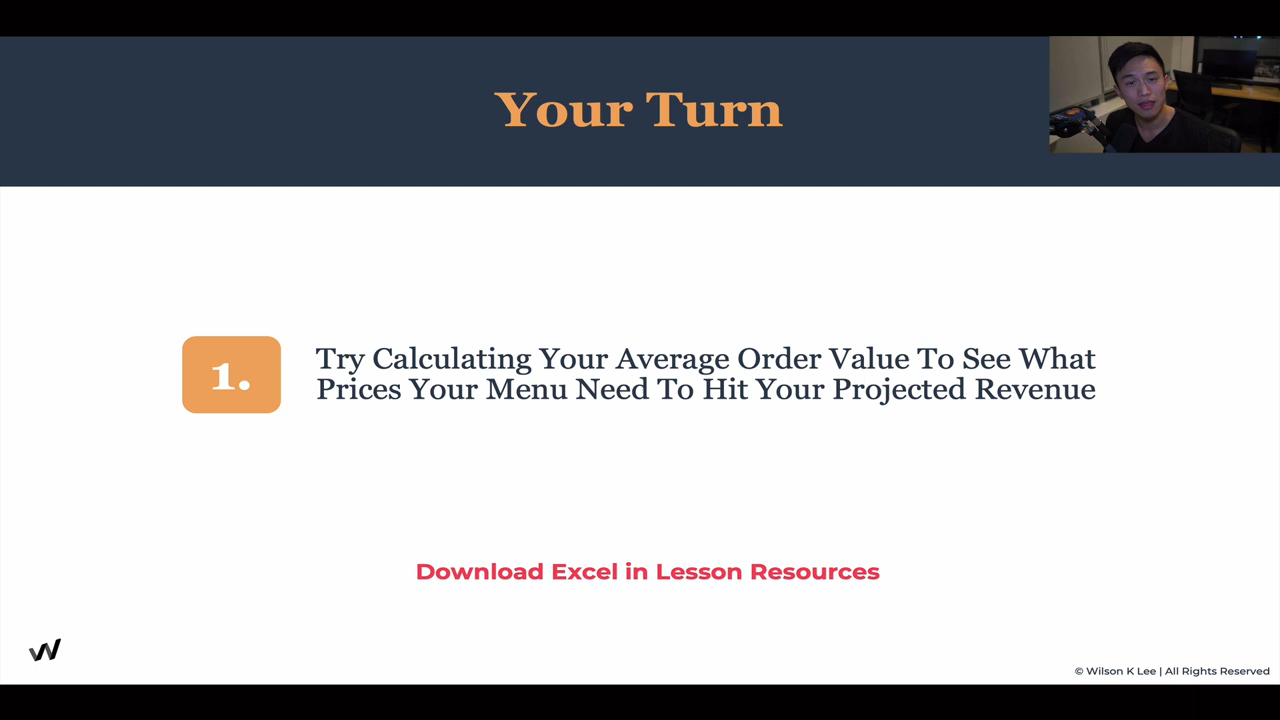 Your Turn
1.
Try Calculating Your Average Order Value To See What
Prices Your Menu Need To Hit Your Projected Revenue
Download Excel in Lesson Resources
© Wilson K Lee | All Rights Reserved